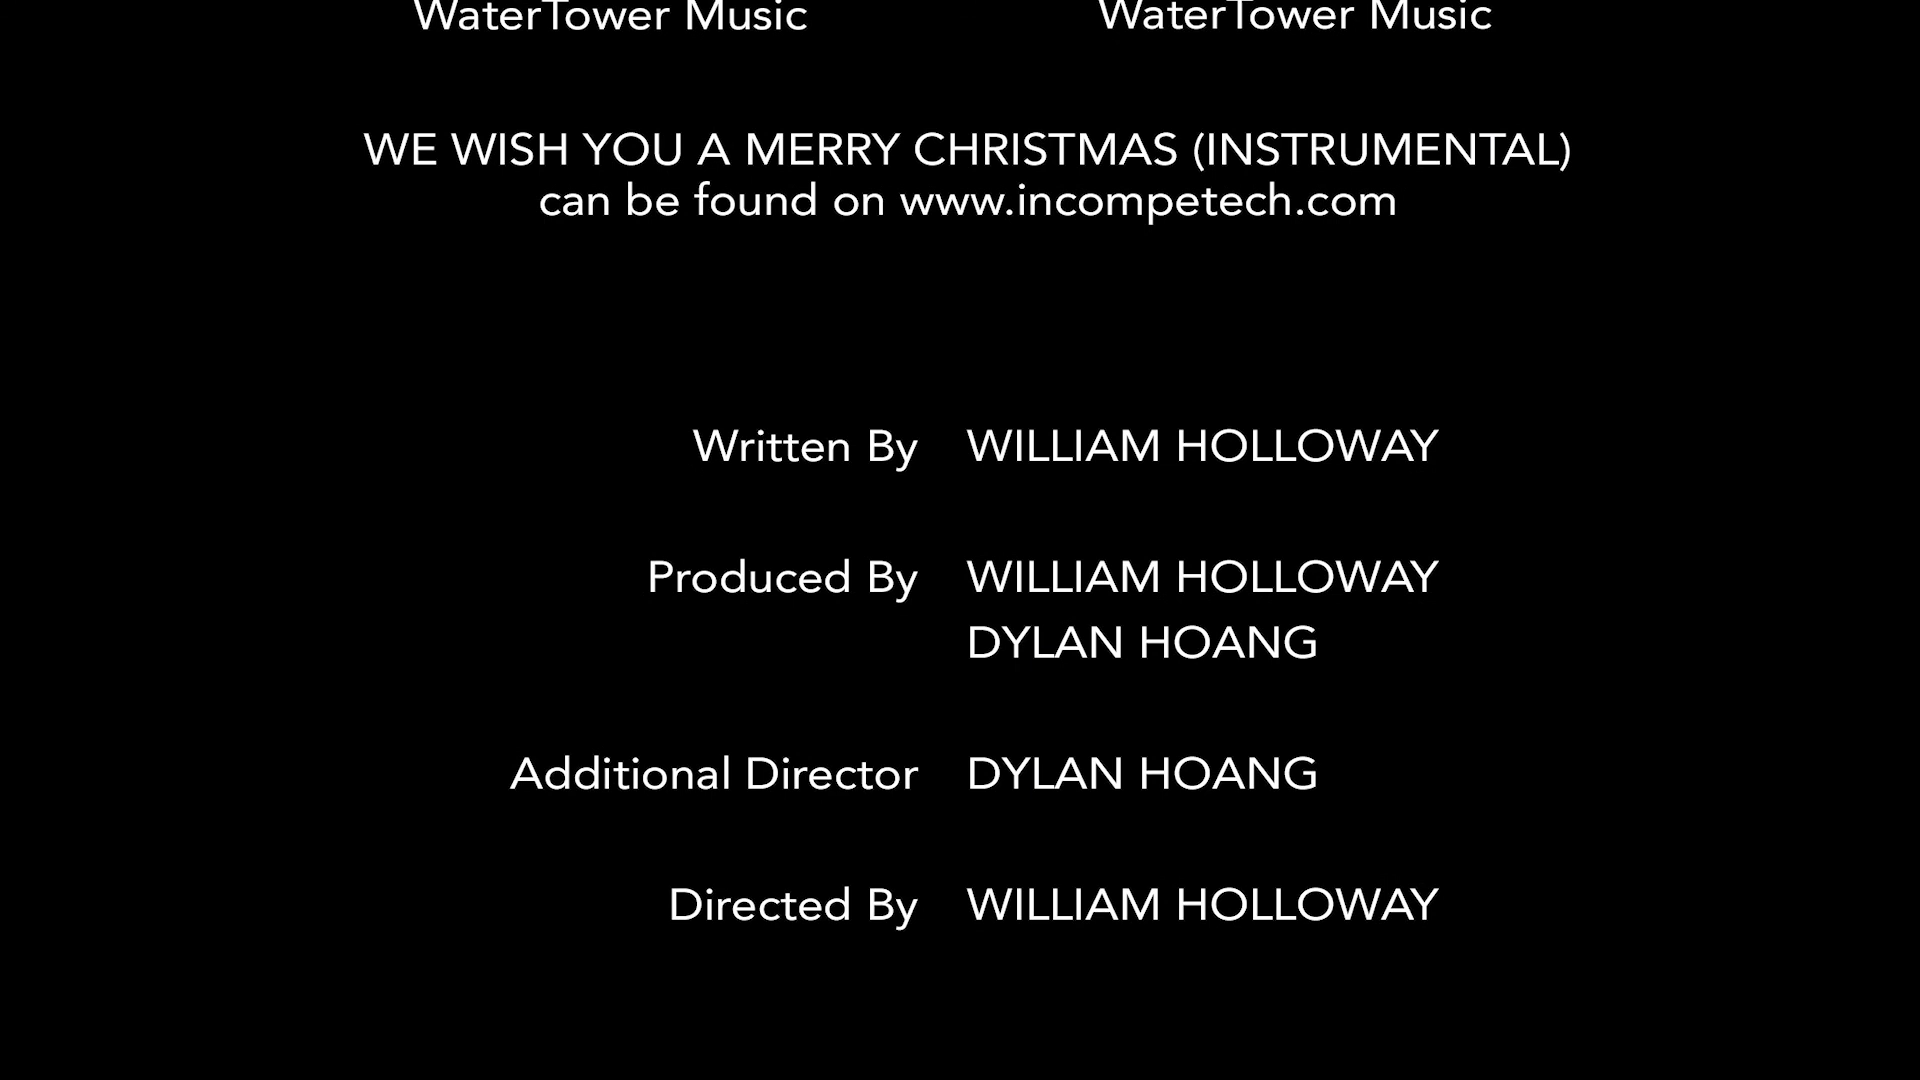 WaterTower Music WaterTower Music
WE WISH YOU A MERRY CHRISTMAS (INSTRUMENTAL)
can be found on www.incompetech.com
Written By WILLIAM HOLLOWAY
Produced By WILLIAM HOLLOWAY
DYLAN HOANG
Additional Director DYLAN HOANG
Directed By WILLIAM HOLLOWAY